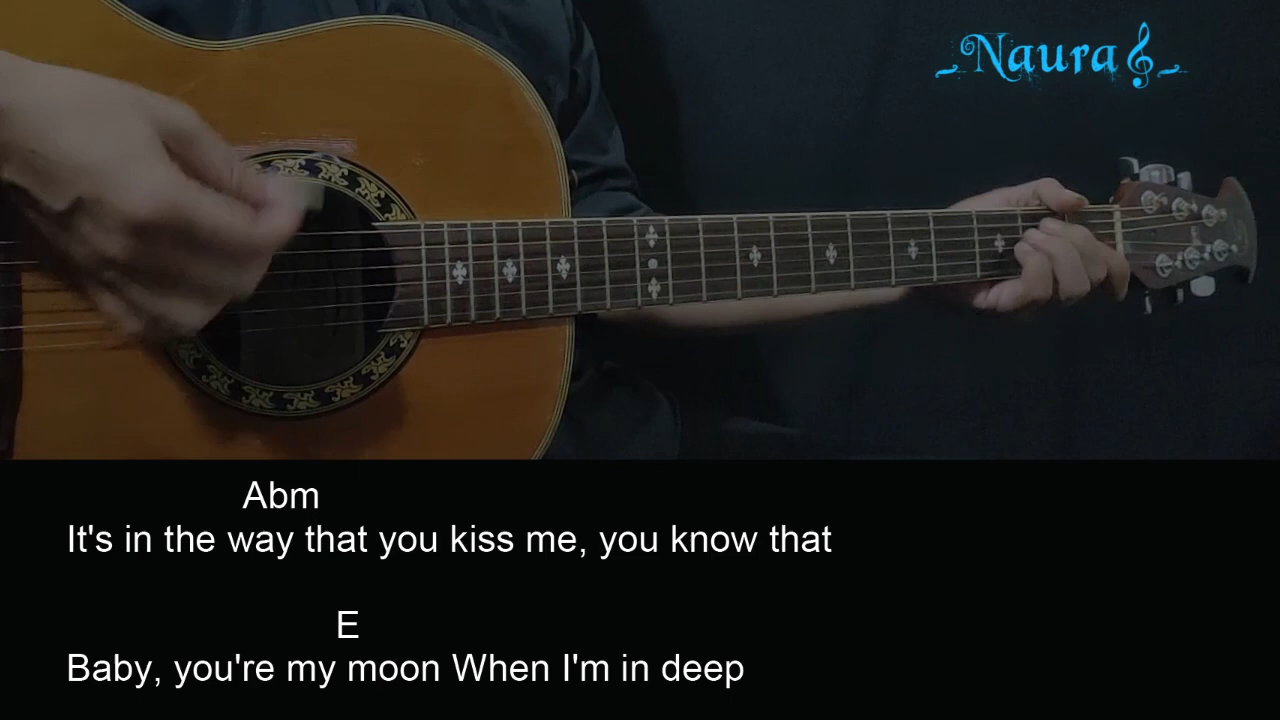 Naura
Abm
It's in the way that you kiss me, you know that
E
Baby, you're my moon When I'm in deep